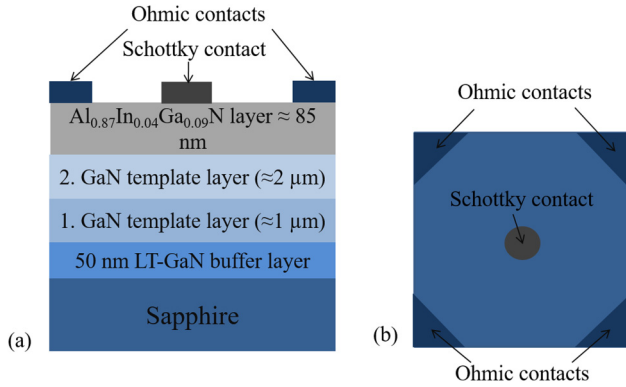 Ohmic contacts
Schottky contact
Al0.87In0.04Ga0.09N layer ≈ 85
nm
2. GaN template layer (≈2 µm)
1. GaN template layer (≈1 µm)
50 nm LT-GaN buffer layer
Sapphire
(a)
Ohmic contacts
Schottky contact
(b)
Ohmic contacts